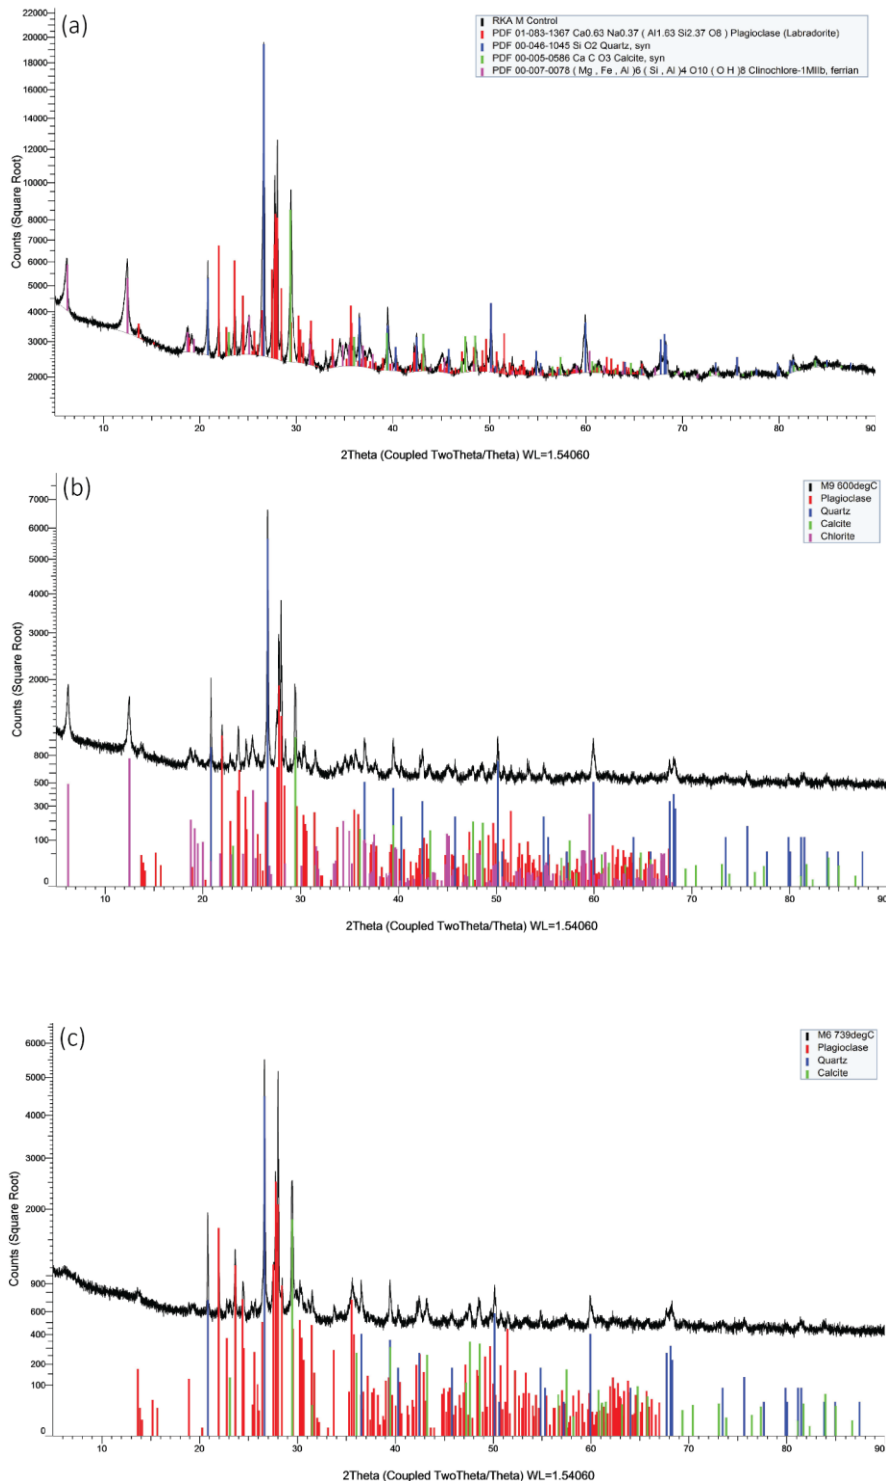 (a)
RKA M Control
PDF 01-083-1367 Ca0.63 Na0.37 ( Al1.63 Si2.37 O8 ) Plagioclase (Labradorite)
PDF 00-046-1045 Si O2 Quartz, syn
PDF 00-005-0586 Ca C O3 Calcite, syn
PDF 00-007-0078 ( Mg , Fe , Al )6 ( Si , Al )4 O10 ( O H )8 Clinochlore-1MIIb, ferrian
Counts (Square Root)
22000
20000
18000
16000
14000
12000
10000
8000
7000
6000
5000
4000
3000
2000
10 20 30 40 50 60 70 80 90
2Theta (Coupled TwoTheta/Theta) WL=1.54060
(b)
M9 600degC
Plagioclase
Quartz
Calcite
Chlorite
Counts (Square Root)
7000
6000
5000
4000
3000
2000
800
500
300
100
0
10 20 30 40 50 60 70 80 90
2Theta (Coupled TwoTheta/Theta) WL=1.54060
(c)
M6 739degC
Plagioclase
Quartz
Calcite
Counts (Square Root)
6000
5000
4000
3000
2000
900
600
400
200
100
0
10 20 30 40 50 60 70 80 90
2Theta (Coupled TwoTheta/Theta) WL=1.54060